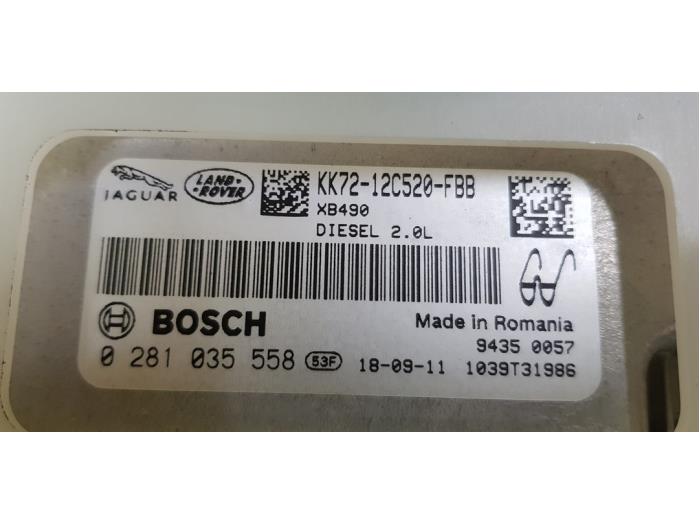 JAGUAR
LAND-
-ROVER
KK72-12C520-FBB
XB490
DIESEL 2.0L
BOSCH
Made in Romania
9435 0057
0 281 035 558 53F 18-09-11 1039T31986